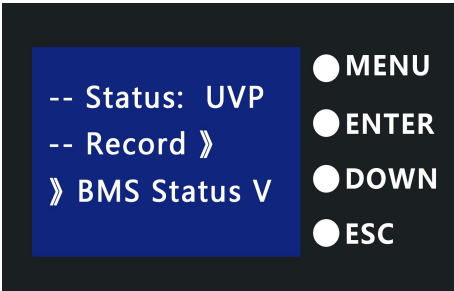 -- Status: UVP
-- Record 》
》 BMS Status V
MENU
ENTER
DOWN
ESC